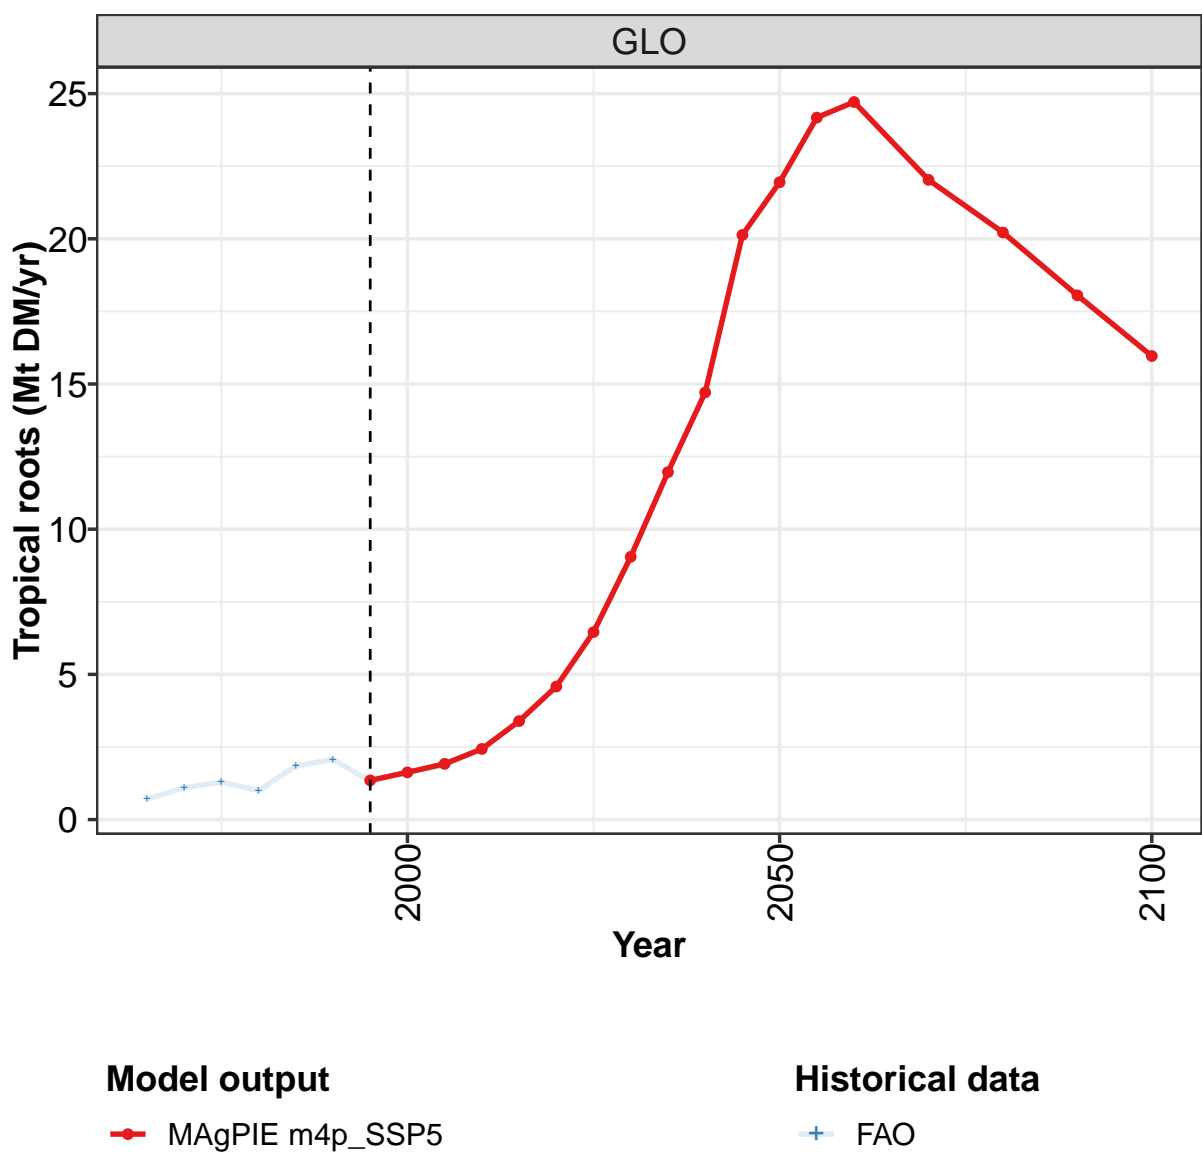 GLO
Tropical roots (Mt DM/yr)
25
20
15
10
5
0
2000
2050
2100
Year
Model output
Historical data
MAgPIE m4p_SSP5
FAO